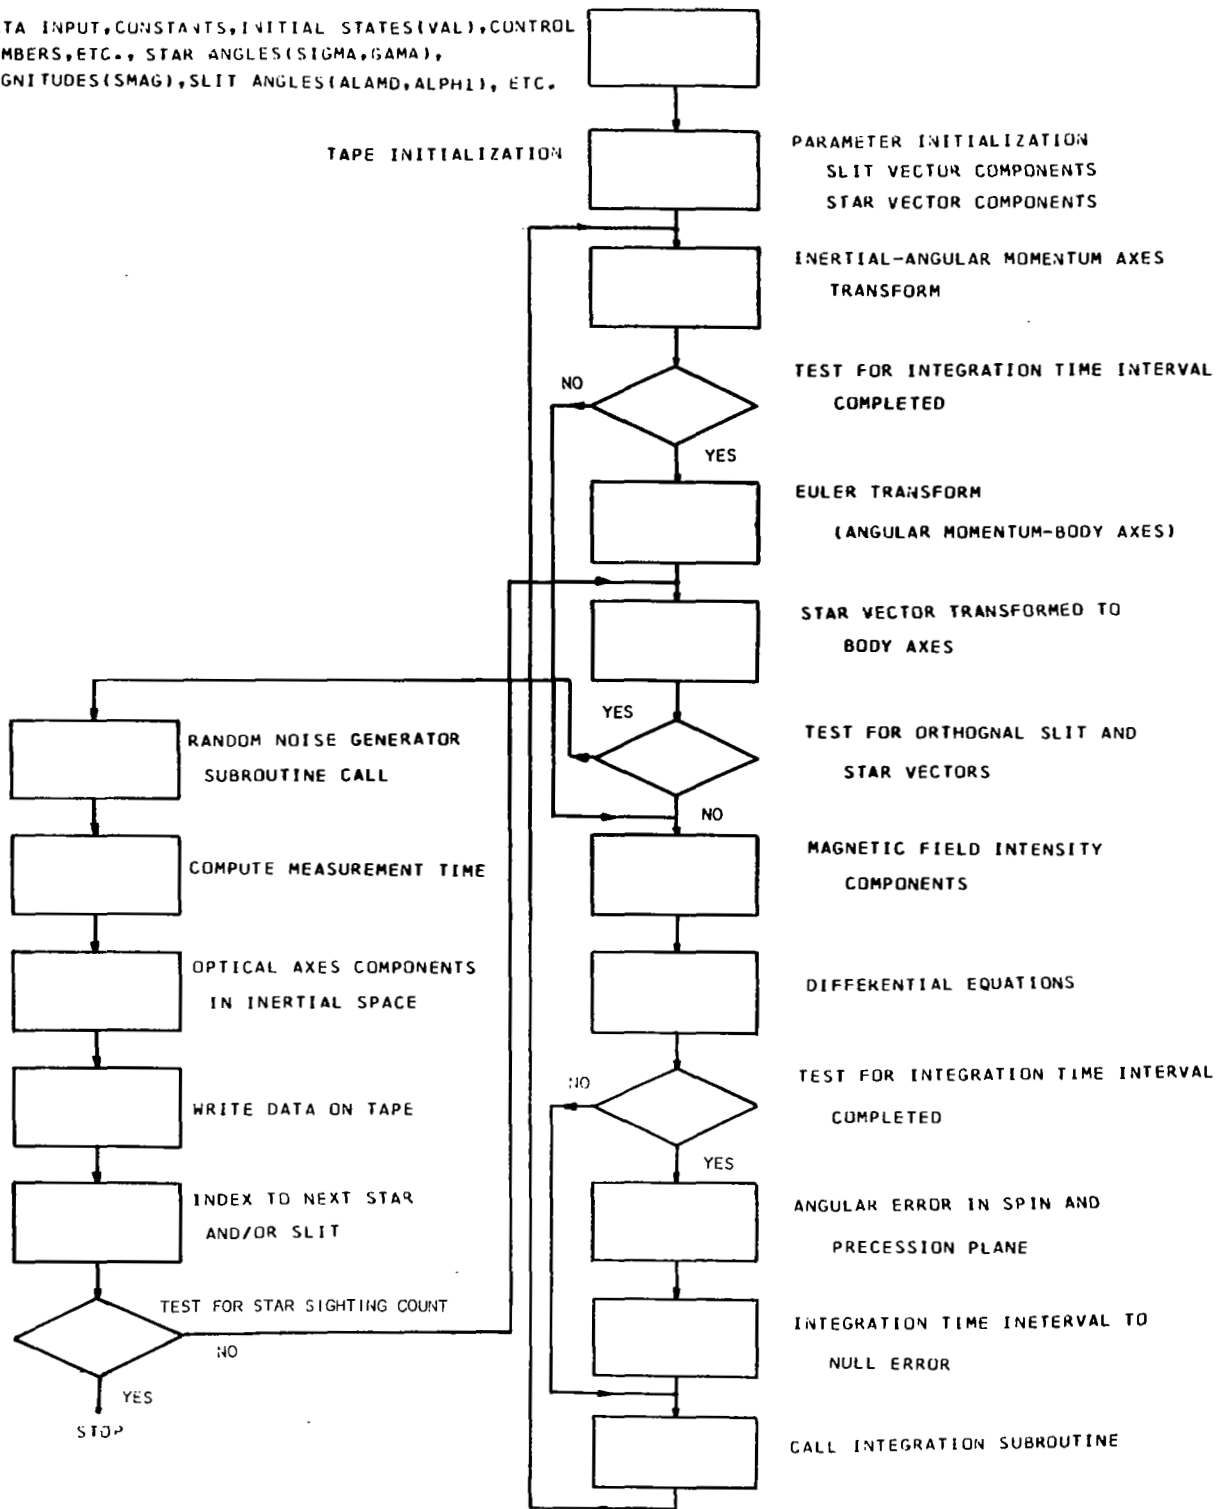 TA INPUT,CONSTANTS,INITIAL STATES(VAL),CONTROL
MBERS,ETC., STAR ANGLES(SIGMA,GAMA),
GNITUDES(SMAG),SLIT ANGLES(ALAMD,ALPH1), ETC.
TAPE INITIALIZATION
PARAMETER INITIALIZATION
SLIT VECTOR COMPONENTS
STAR VECTOR COMPONENTS
INERTIAL-ANGULAR MOMENTUM AXES
TRANSFORM
TEST FOR INTEGRATION TIME INTERVAL
COMPLETED
NO
YES
EULER TRANSFORM
(ANGULAR MOMENTUM-BODY AXES)
STAR VECTOR TRANSFORMED TO
BODY AXES
YES
TEST FOR ORTHOGNAL SLIT AND
STAR VECTORS
NO
MAGNETIC FIELD INTENSITY
COMPONENTS
DIFFERENTIAL EQUATIONS
TEST FOR INTEGRATION TIME INTERVAL
COMPLETED
NO
YES
ANGULAR ERROR IN SPIN AND
PRECESSION PLANE
INTEGRATION TIME INETERVAL TO
NULL ERROR
CALL INTEGRATION SUBROUTINE
RANDOM NOISE GENERATOR
SUBROUTINE CALL
COMPUTE MEASUREMENT TIME
OPTICAL AXES COMPONENTS
IN INERTIAL SPACE
WRITE DATA ON TAPE
INDEX TO NEXT STAR
AND/OR SLIT
TEST FOR STAR SIGHTING COUNT
NO
YES
STOP